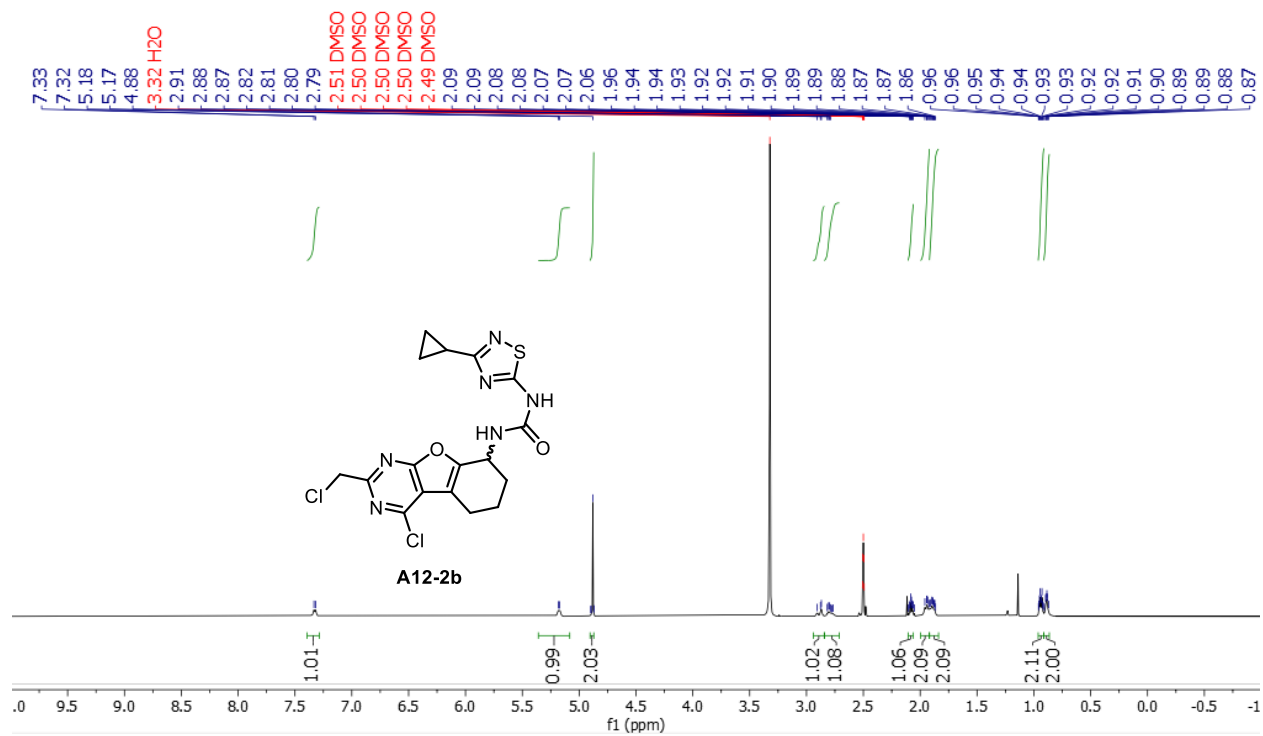 7.33
7.32
5.18
5.17
4.88
3.32 H2O
2.91
2.88
2.87
2.82
2.81
2.80
2.79
2.51 DMSO
2.50 DMSO
2.50 DMSO
2.50 DMSO
2.49 DMSO
2.09
2.09
2.08
2.08
2.07
2.07
2.06
1.96
1.94
1.94
1.93
1.92
1.92
1.91
1.90
1.89
1.89
1.88
1.87
1.87
1.86
0.96
0.96
0.95
0.94
0.94
0.93
0.93
0.92
0.92
0.91
0.90
0.89
0.89
0.88
0.87
N
S
N
NH
HN
O
O
N
N
Cl
Cl
A12-2b
1.01
0.99
2.03
1.02
1.08
1.06
2.09
2.09
2.11
2.00
.0 9.5 9.0 8.5 8.0 7.5 7.0 6.5 6.0 5.5 5.0 4.5 4.0 3.5 3.0 2.5 2.0 1.5 1.0 0.5 0.0 -0.5 -1
f1 (ppm)